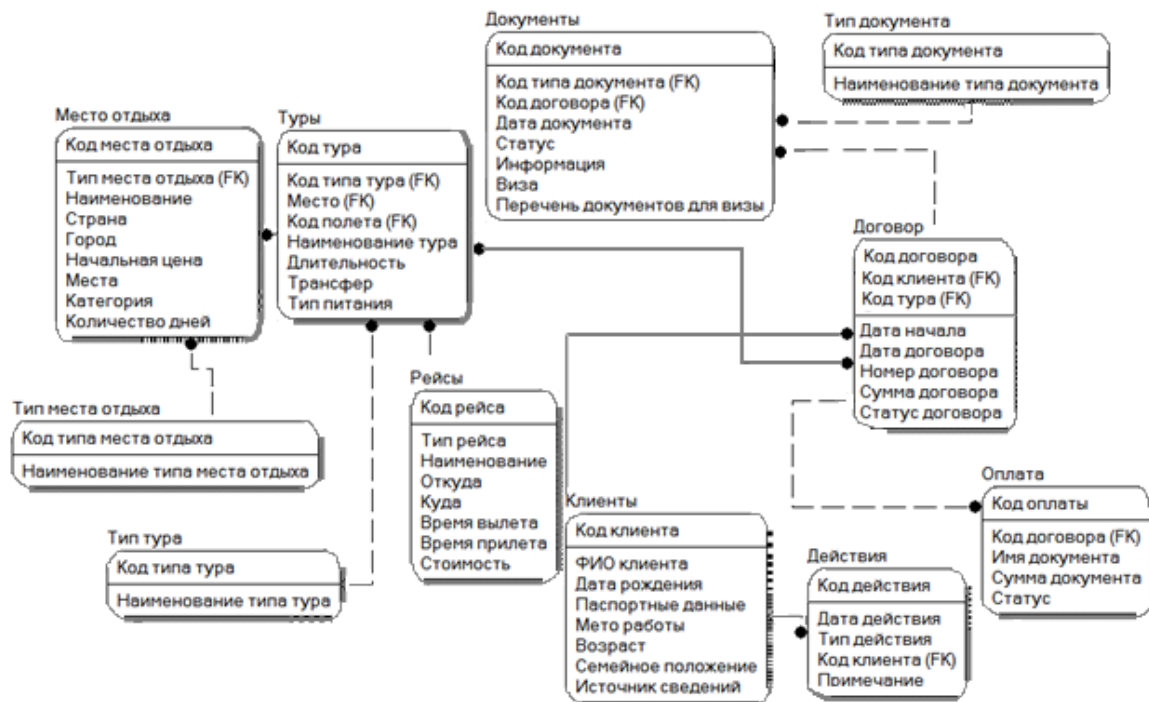 Документы
Код документа
Код типа документа (FK)
Код договора (FK)
Дата документа
Статус
Информация
Виза
Перечень документов для визы
Тип документа
Код типа документа
Наименование типа документа
Место отдыха
Код места отдыха
Тип места отдыха (FK)
Наименование
Страна
Город
Начальная цена
Места
Категория
Количество дней
Туры
Код тура
Код типа тура (FK)
Место (FK)
Код полета (FK)
Наименование тура
Длительность
Трансфер
Тип питания
Договор
Код договора
Код клиента (FK)
Код тура (FK)
Дата начала
Дата договора
Номер договора
Сумма договора
Статус договора
Тип места отдыха
Код типа места отдыха
Наименование типа места отдыха
Рейсы
Код рейса
Тип рейса
Наименование
Откуда
Куда
Время вылета
Время прилета
Стоимость
Тип тура
Код типа тура
Наименование типа тура
Клиенты
Код клиента
ФИО клиента
Дата рождения
Паспортные данные
Мето работы
Возраст
Семейное положение
Источник сведений
Действия
Код действия
Дата действия
Тип действия
Код клиента (FK)
Примечание
Оплата
Код оплаты
Код договора (FK)
Имя документа
Сумма документа
Статус